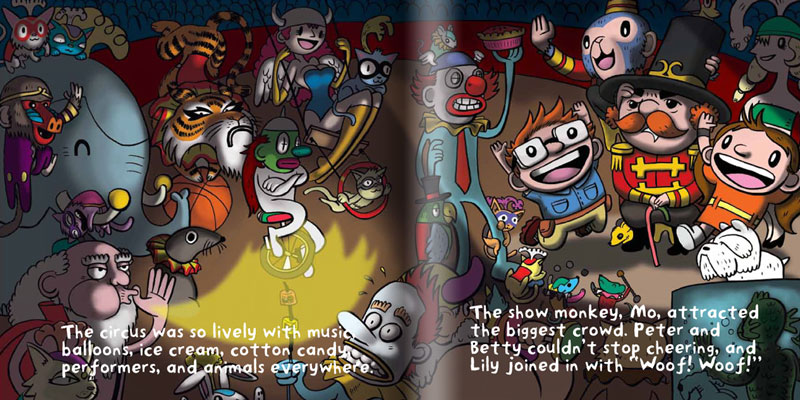 The circus was so lively with music,
balloons, ice cream, cotton candy,
performers, and animals everywhere.
The show monkey, Mo, attracted
the biggest crowd. Peter and
Betty couldn't stop cheering, and
Lily joined in with "Woof! Woof!"